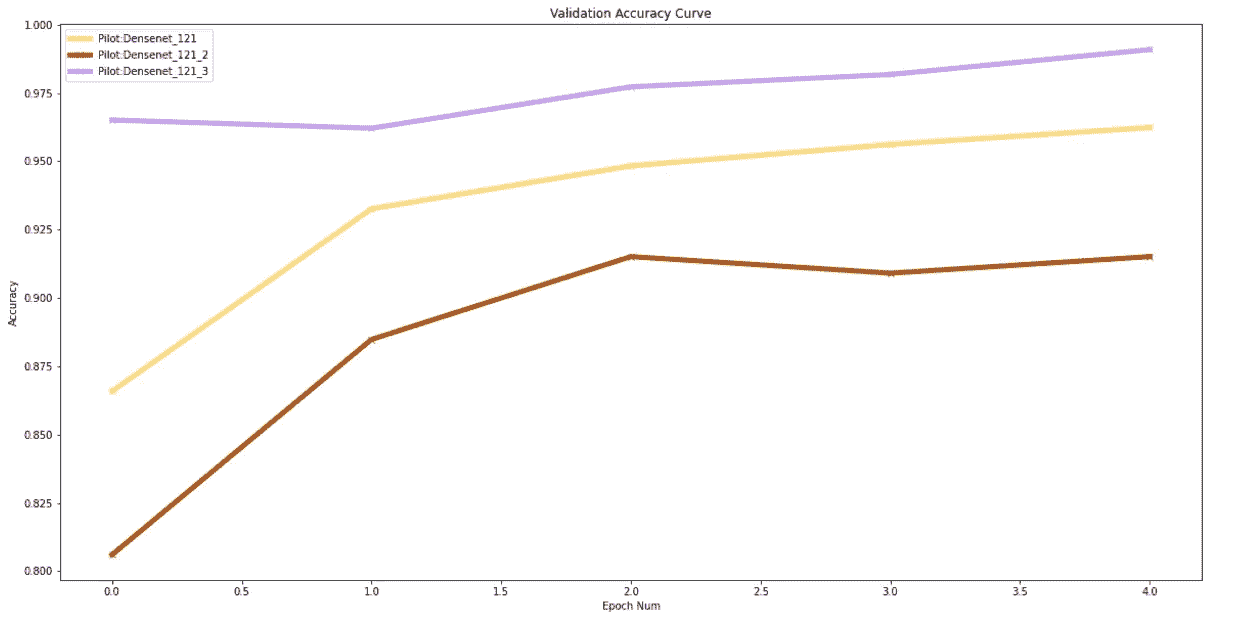 Validation Accuracy Curve
Pilot:Densenet_121
Pilot:Densenet_121_2
Pilot:Densenet_121_3
1.000
0.975
0.950
0.925
0.900
0.875
0.850
0.825
0.800
Accuracy
0.0 0.5 1.0 1.5 2.0 2.5 3.0 3.5 4.0
Epoch Num